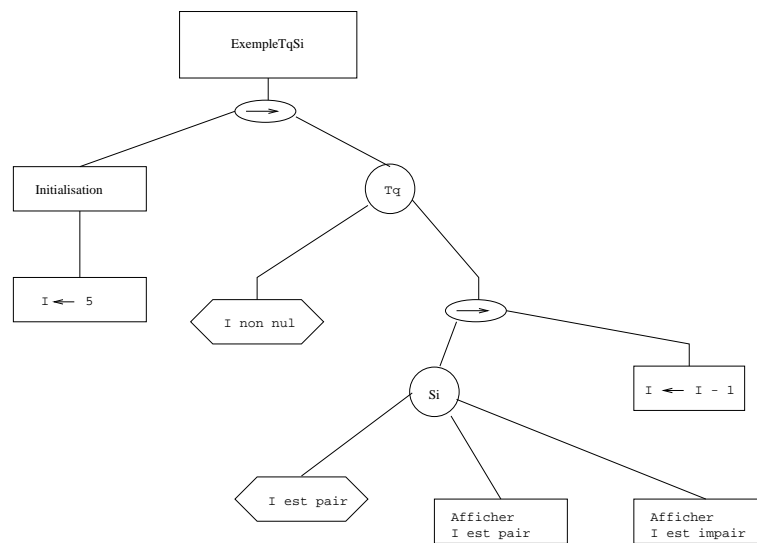 ExempleTqSi
Initialisation
Tq
I ← 5
I non nul
Si
I ← I - 1
I est pair
Afficher
I est pair
Afficher
I est impair